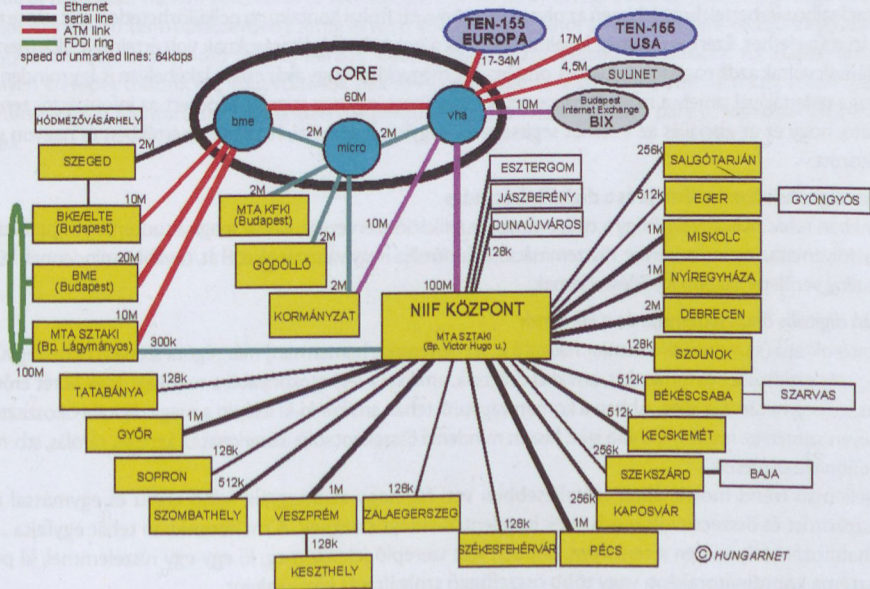 Ethernet
serial line
ATM link
FDDI ring
speed of unmarked lines: 64kbps
TEN-155
EUROPA
TEN-155
USA
17-34M
17M
4,5M
SULINET
10M
Budapest
Internet Exchange
BIX
CORE
60M
bme
vha
micro
2M
2M
HÓDMEZŐVÁSÁRHELY
2M
SZEGED
10M
BKE/ELTE
(Budapest)
20M
BME
(Budapest)
10M
MTA SZTAKI
(Bp. Lágymányos)
100M
300k
2M
MTA KFKI
(Budapest)
2M
GÖDÖLLŐ
2M
KORMÁNYZAT
10M
100M
ESZTERGOM
JÁSZBERÉNY
DUNAÚJVÁROS
128k
NIIF KÖZPONT
MTA SZTAKI
(Bp. Victor Hugo u.)
256k
SALGÓTARJÁN
512k
EGER
GYÖNGYÖS
1M
MISKOLC
1M
NYÍREGYHÁZA
2M
DEBRECEN
128k
SZOLNOK
512k
BÉKÉSCSABA
SZARVAS
512k
KECSKEMÉT
256k
SZEKSZÁRD
BAJA
256k
KAPOSVÁR
1M
PÉCS
128k
SZÉKESFEHÉRVÁR
128k
ZALAEGERSZEG
1M
VESZPRÉM
128k
KESZTHELY
512k
SZOMBATHELY
128k
SOPRON
1M
GYŐR
128k
TATABÁNYA
© HUNGARNET